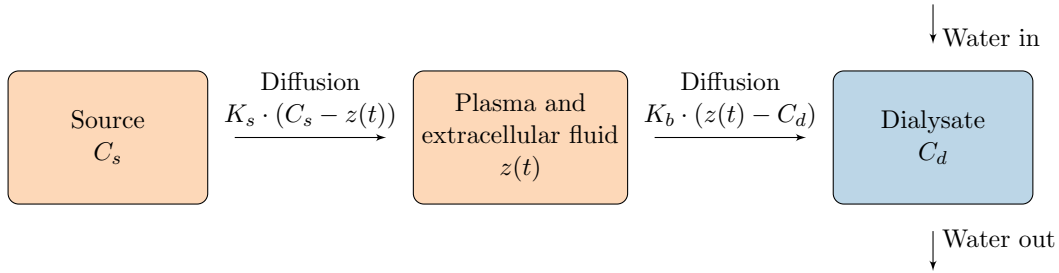 Water in
Source
C_s
Diffusion
K_s · (C_s − z(t))
Plasma and
extracellular fluid
z(t)
Diffusion
K_b · (z(t) − C_d)
Dialysate
C_d
Water out